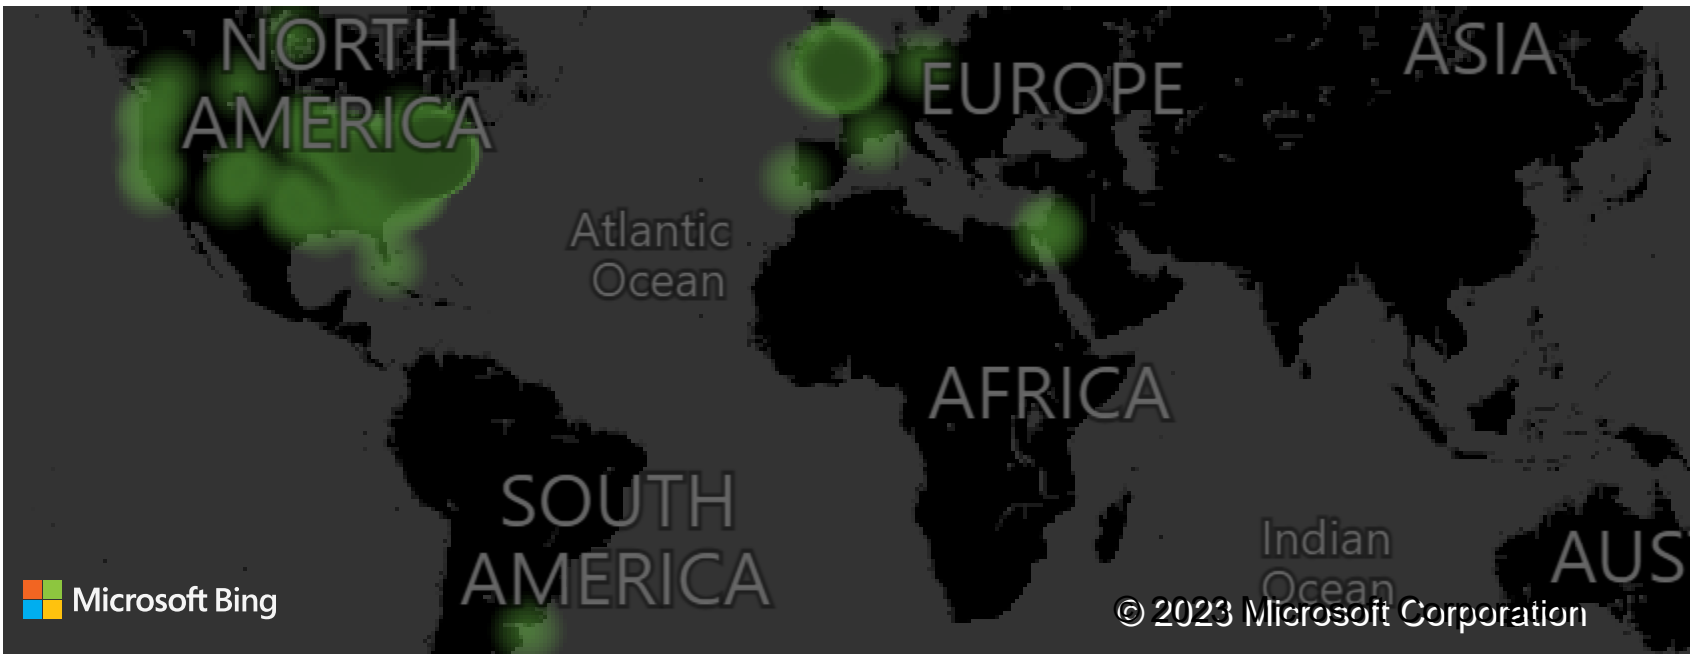 NORTH
AMERICA
EUROPE
ASIA
Atlantic
Ocean
AFRICA
SOUTH
AMERICA
Indian
Ocean
AUS
Microsoft Bing
© 2023 Microsoft Corporation